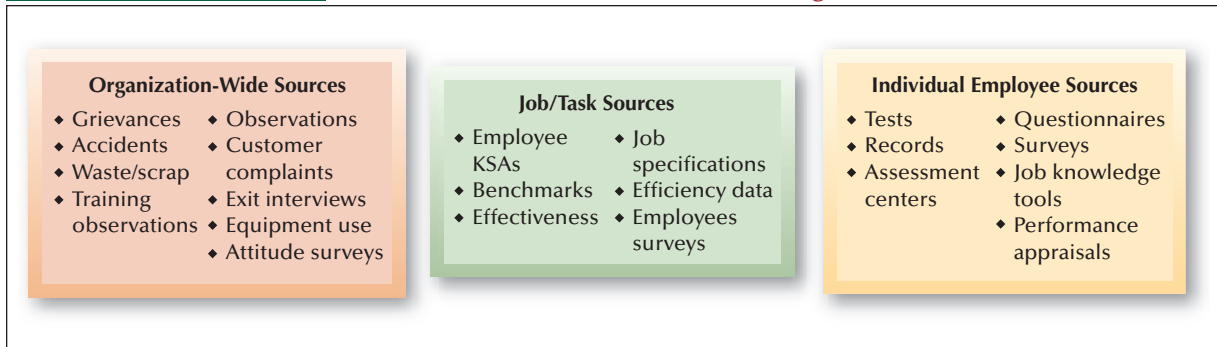 Organization-Wide Sources
◆ Grievances
◆ Accidents
◆ Waste/scrap
◆ Training
observations
◆ Observations
◆ Customer
complaints
◆ Exit interviews
◆ Equipment use
◆ Attitude surveys
Job/Task Sources
◆ Employee
KSAs
◆ Benchmarks
◆ Effectiveness
◆ Job
specifications
◆ Efficiency data
◆ Employees
surveys
Individual Employee Sources
◆ Tests
◆ Records
◆ Assessment
centers
◆ Questionnaires
◆ Surveys
◆ Job knowledge
tools
◆ Performance
appraisals